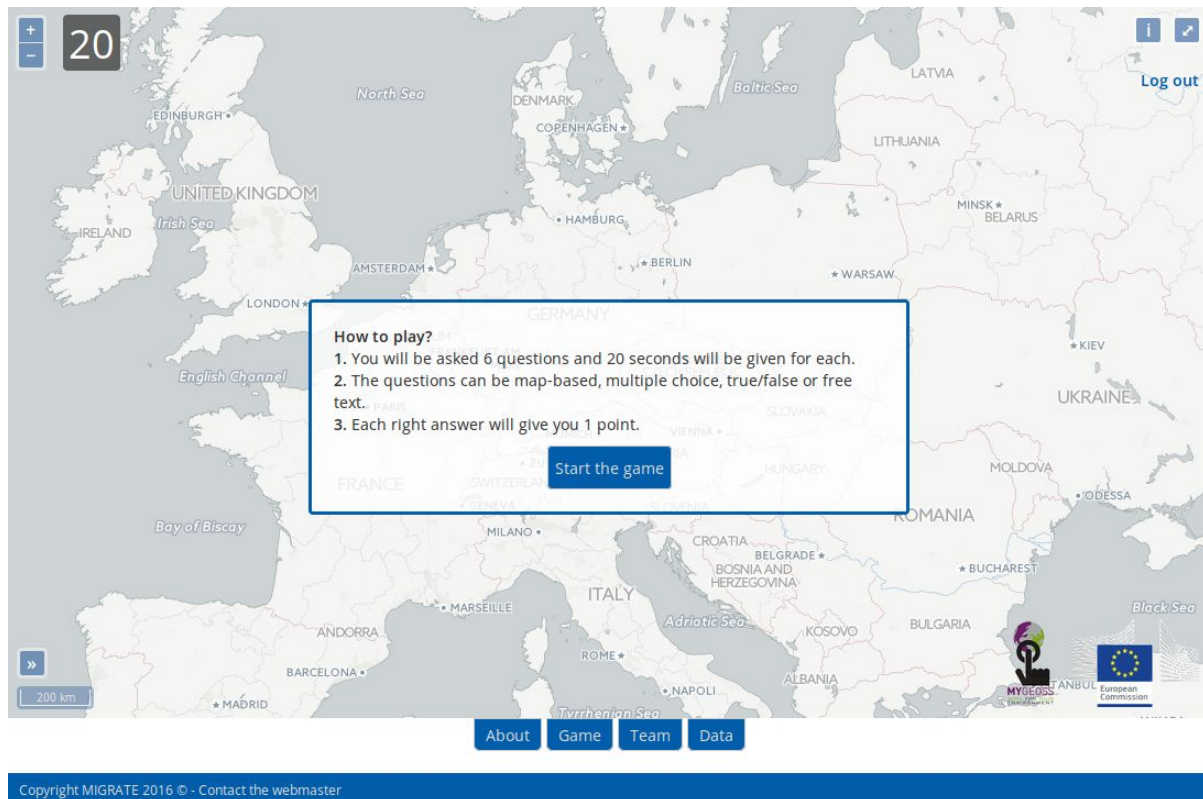 +
−
20
i
Log out
North Sea
Baltic Sea
LATVIA
DENMARK
EDINBURGH
COPENHAGEN
LITHUANIA
UNITED KINGDOM
MINSK
BELARUS
HAMBURG
Irish Sea
IRELAND
AMSTERDAM
BERLIN
WARSAW
LONDON
GERMANY
How to play?
1. You will be asked 6 questions and 20 seconds will be given for each.
2. The questions can be map-based, multiple choice, true/false or free
text.
3. Each right answer will give you 1 point.
Start the game
KIEV
English Channel
UKRAINE
PARIS
SLOVAKIA
VIENNA
HUNGARY
MOLDOVA
FRANCE
SWITZERLAN
GENEVA
SLOVENIA
ODESSA
ROMANIA
Bay of Biscay
MILANO
CROATIA
BELGRADE
BOSNIA AND
HERZEGOVINA
BUCHAREST
ITALY
MARSEILLE
Adriatic Sea
Black Sea
ANDORRA
KOSOVO
BULGARIA
ROME
»
BARCELONA
ALBANIA
200 km
MADRID
NAPOLI
MYGEOSS
TANBUL
European
Commission
Tyrrhenian Sea
About
Game
Team
Data
Copyright MIGRATE 2016 © - Contact the webmaster